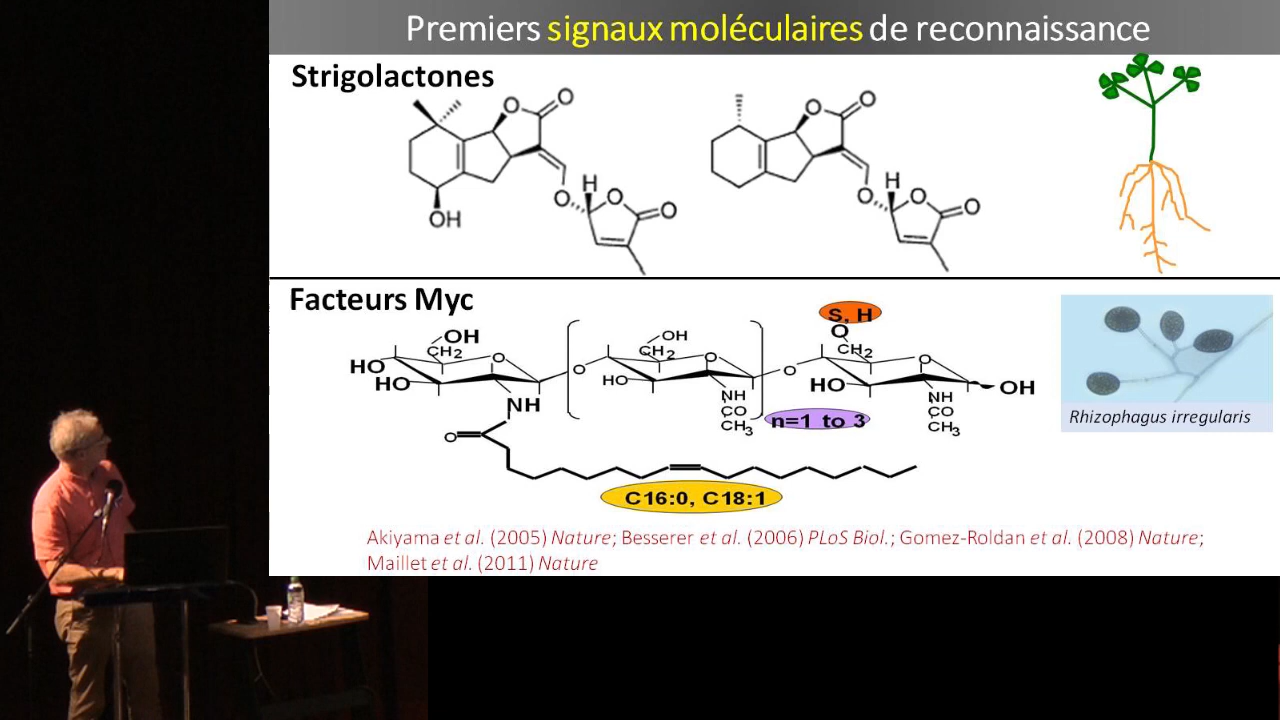 Premiers signaux moléculaires de reconnaissance
Strigolactones
O O
O
H
O O
OH
O O
H
O O O
Facteurs Myc
S, H
O
OH
CH2
OH
CH2
CH2
HO
HO
O
O
HO
O
O
HO
O
OH
NH
NH
CO
CH3
n=1 to 3
HO
NH
CO
CH3
O
C16:0, C18:1
Rhizophagus irregularis
Akiyama et al. (2005) Nature; Besserer et al. (2006) PLoS Biol.; Gomez-Roldan et al. (2008) Nature;
Maillet et al. (2011) Nature